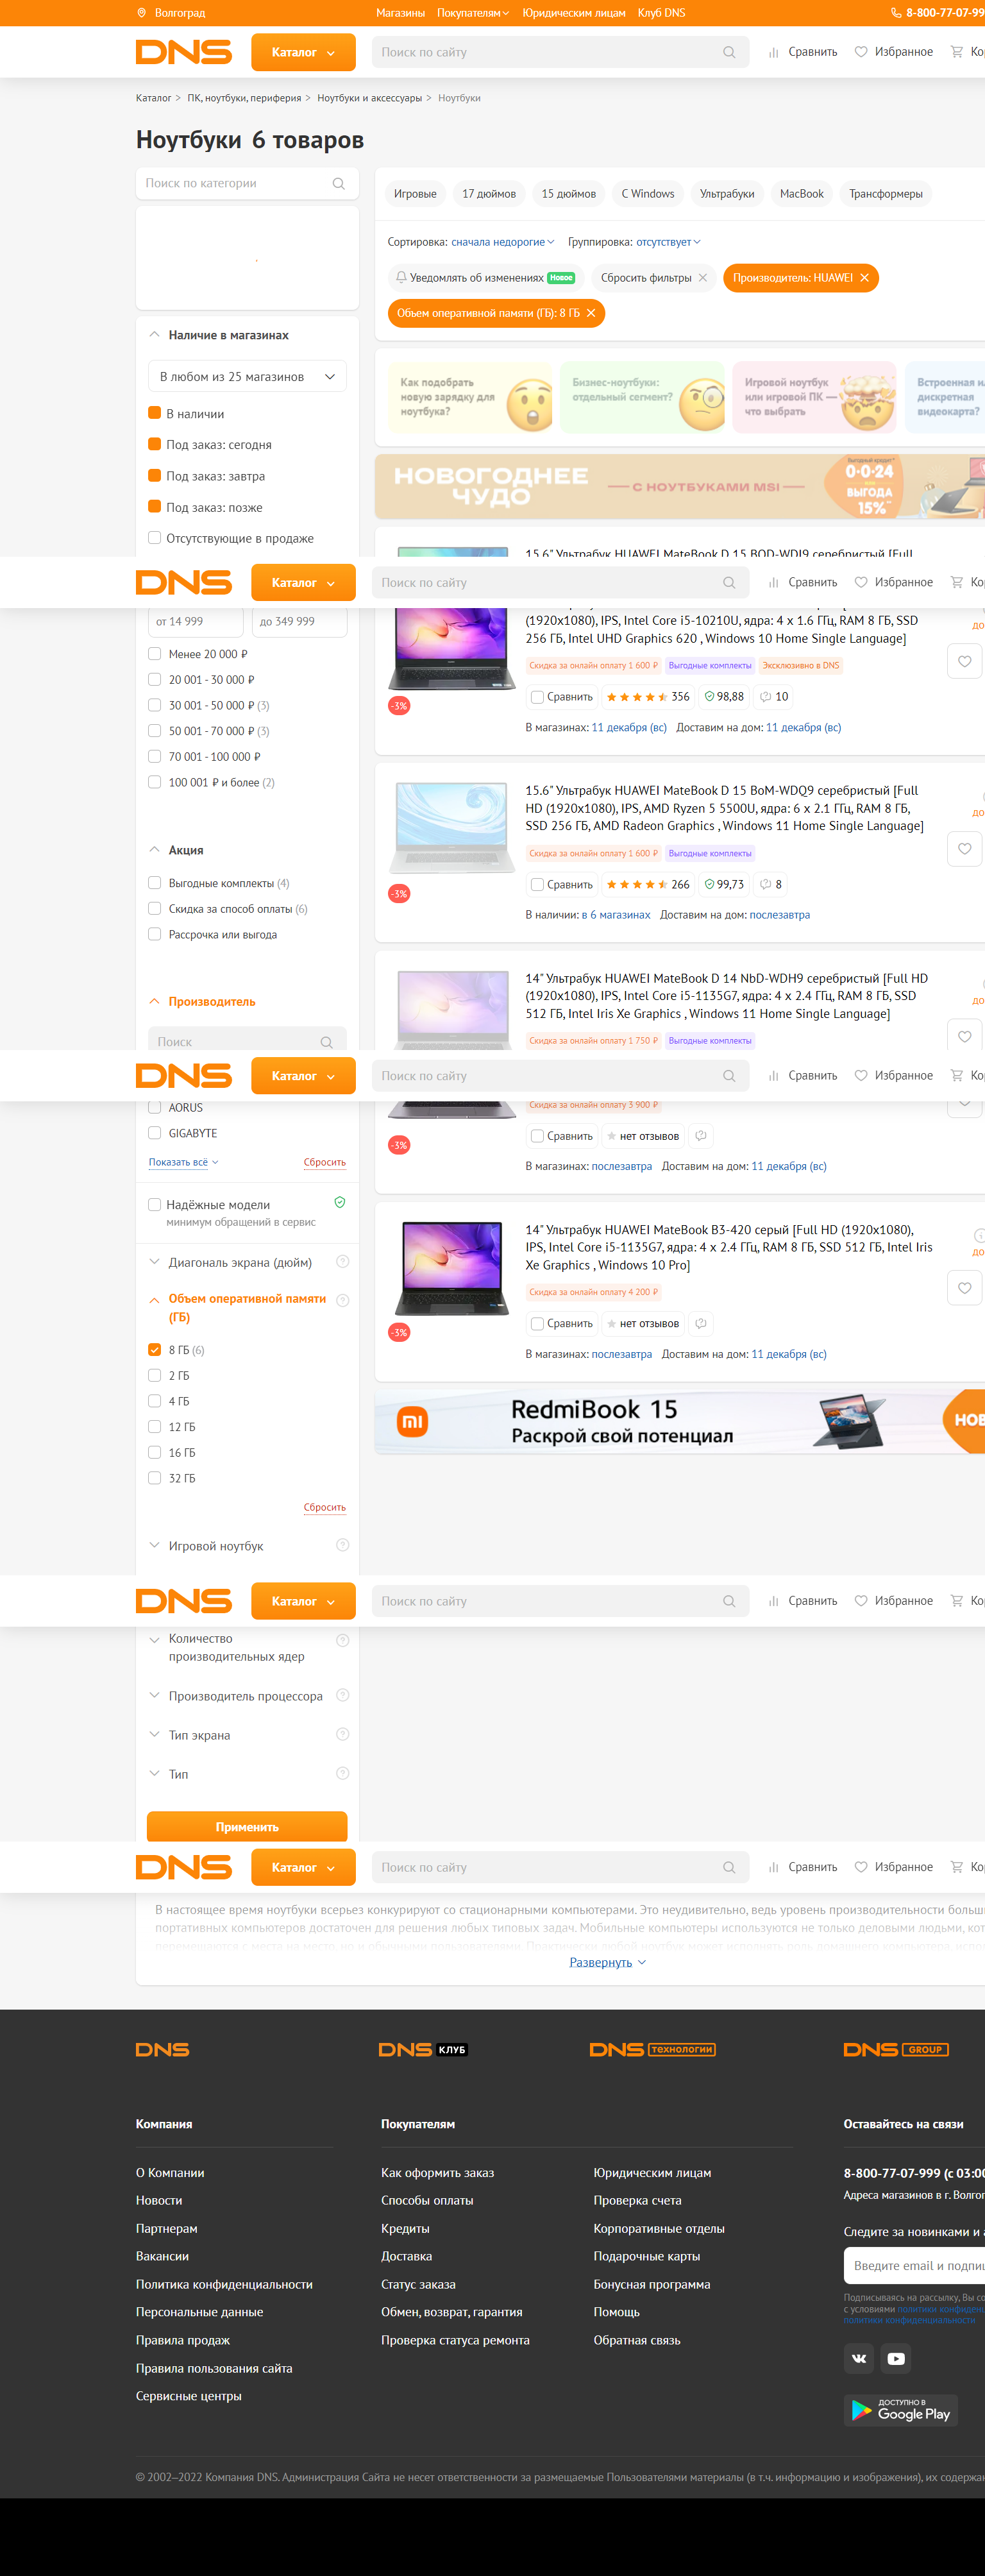 Волгоград
Магазины Покупателям Юридическим лицам Клуб DNS
8-800-77-07-99
DNS Каталог Поиск по сайту Сравнить Избранное
Каталог > ПК, ноутбуки, периферия > Ноутбуки и аксессуары > Ноутбуки
Ноутбуки 6 товаров
Поиск по категории
Наличие в магазинах
В любом из 25 магазинов
В наличии
Под заказ: сегодня
Под заказ: завтра
Под заказ: позже
Отсутствующие в продаже
Игровые 17 дюймов 15 дюймов С Windows Ультрабуки MacBook Трансформеры
Сортировка: сначала недорогие Группировка: отсутствует
Уведомлять об изменениях Новое Сбросить фильтры Производитель: HUAWEI
Объем оперативной памяти (ГБ): 8 ГБ
Как подобрать
новую зарядку для
ноутбука?
Бизнес-ноутбуки:
отдельный сегмент?
Игровой ноутбук
или игровой ПК —
что выбрать
Встроенная
дискретная
видеокарта?
НОВОГОДНЕЕ
ЧУДО
— С НОУТБУКАМИ MSI —
0-0-24
ВЫГОДА
15%
15.6" Ультрабук HUAWEI MateBook D 15 BOD-WDI9 серебристый [Full
DNS Каталог Поиск по сайту Сравнить Избранное
от 14 999 до 349 999
Менее 20 000 ₽
20 001 - 30 000 ₽
30 001 - 50 000 ₽ (3)
50 001 - 70 000 ₽ (3)
70 001 - 100 000 ₽
100 001 ₽ и более (2)
Акция
Выгодные комплекты (4)
Скидка за способ оплаты (6)
Рассрочка или выгода
Производитель
Поиск
(1920x1080), IPS, Intel Core i5-10210U, ядра: 4 х 1.6 ГГц, RAM 8 ГБ, SSD
256 ГБ, Intel UHD Graphics 620 , Windows 10 Home Single Language]
Скидка за онлайн оплату 1 600 ₽ Выгодные комплекты Эксклюзивно в DNS
-3%
Сравнить 356 98,88 10
В магазинах: 11 декабря (вс) Доставим на дом: 11 декабря (вс)
15.6" Ультрабук HUAWEI MateBook D 15 BoM-WDQ9 серебристый [Full
HD (1920x1080), IPS, AMD Ryzen 5 5500U, ядра: 6 х 2.1 ГГц, RAM 8 ГБ,
SSD 256 ГБ, AMD Radeon Graphics , Windows 11 Home Single Language]
Скидка за онлайн оплату 1 600 ₽ Выгодные комплекты
-3%
Сравнить 266 99,73 8
В наличии: в 6 магазинах Доставим на дом: послезавтра
14" Ультрабук HUAWEI MateBook D 14 NbD-WDH9 серебристый [Full HD
(1920x1080), IPS, Intel Core i5-1135G7, ядра: 4 х 2.4 ГГц, RAM 8 ГБ, SSD
512 ГБ, Intel Iris Xe Graphics , Windows 11 Home Single Language]
Скидка за онлайн оплату 1 750 ₽ Выгодные комплекты
DNS Каталог Поиск по сайту Сравнить Избранное
AORUS
GIGABYTE
Показать всё Сбросить
Надёжные модели
минимум обращений в сервис
Диагональ экрана (дюйм)
Объем оперативной памяти
(ГБ)
8 ГБ (6)
2 ГБ
4 ГБ
12 ГБ
16 ГБ
32 ГБ
Сбросить
Игровой ноутбук
Скидка за онлайн оплату 3 900 ₽
-3%
Сравнить нет отзывов
В магазинах: послезавтра Доставим на дом: 11 декабря (вс)
14" Ультрабук HUAWEI MateBook B3-420 серый [Full HD (1920x1080),
IPS, Intel Core i5-1135G7, ядра: 4 х 2.4 ГГц, RAM 8 ГБ, SSD 512 ГБ, Intel Iris
Xe Graphics , Windows 10 Pro]
Скидка за онлайн оплату 4 200 ₽
-3%
Сравнить нет отзывов
В магазинах: послезавтра Доставим на дом: 11 декабря (вс)
RedmiBook 15
Раскрой свой потенциал
DNS Каталог Поиск по сайту Сравнить Избранное
Количество
производительных ядер
Производитель процессора
Тип экрана
Тип
Применить
DNS Каталог Поиск по сайту Сравнить Избранное
В настоящее время ноутбуки всерьез конкурируют со стационарными компьютерами. Это неудивительно, ведь уровень производительности
портативных компьютеров достаточен для решения любых типовых задач. Мобильные компьютеры используются не только деловыми людьми,
Развернуть
DNS DNS КЛУБ DNS ТЕХНОЛОГИИ DNS GROUP
Компания
О Компании
Новости
Партнерам
Вакансии
Политика конфиденциальности
Персональные данные
Правила продаж
Правила пользования сайта
Сервисные центры
Покупателям
Как оформить заказ
Способы оплаты
Кредиты
Доставка
Статус заказа
Обмен, возврат, гарантия
Проверка статуса ремонта
Юридическим лицам
Проверка счета
Корпоративные отделы
Подарочные карты
Бонусная программа
Помощь
Обратная связь
Оставайтесь на связи
8-800-77-07-999 (с 03:00
Адреса магазинов в г.
Следите за новинками и
Введите email и
Подписываясь на рассылку, Вы
с условиями политики
политики конфиденциальности
ДОСТУПНО В
Google Play
© 2002–2022 Компания DNS. Администрация Сайта не несет ответственности за размещаемые Пользователями материалы (в т.ч. информацию и изображения), их